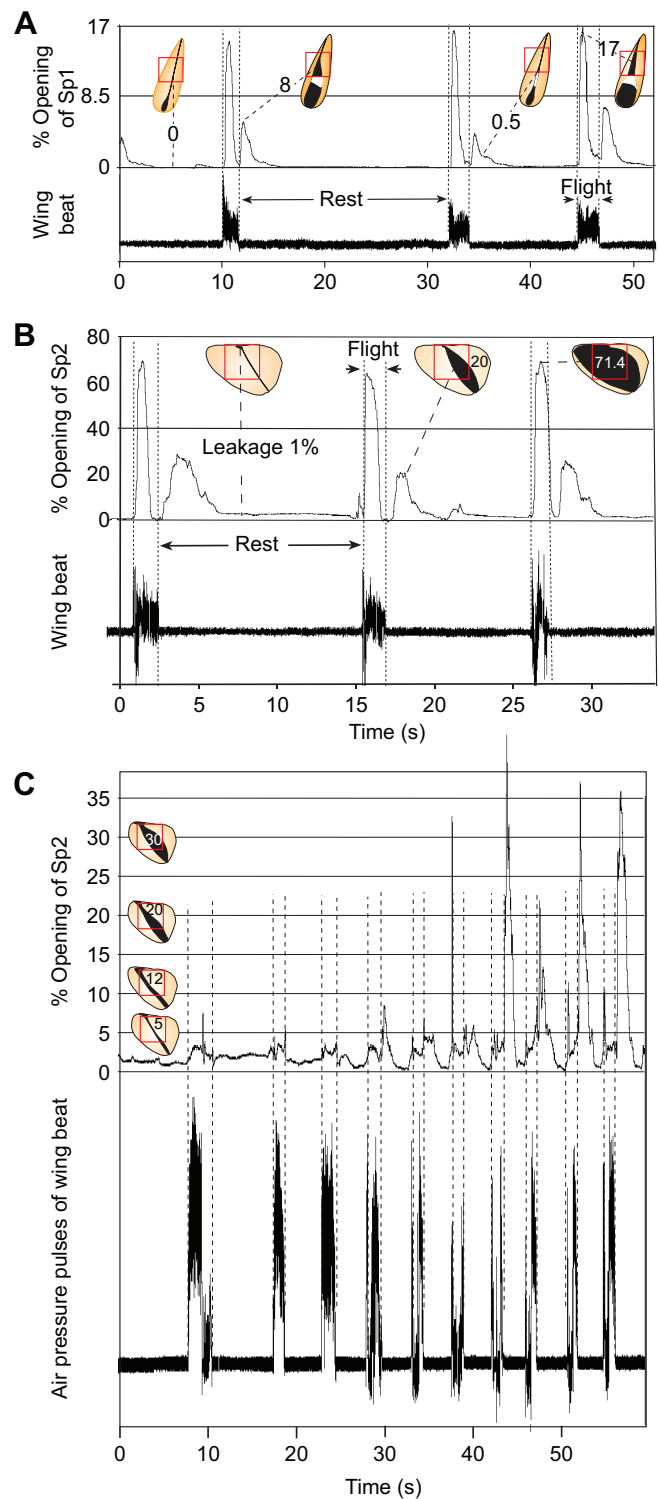 A
% Opening
of Sp1
17
8.5
0
0
8
0.5
17
Wing
beat
Rest
Flight
0 10 20 30 40 50
B
% Opening of Sp2
80
60
40
20
0
Flight
20
71.4
Leakage 1%
Rest
Wing beat
0 5 10 15 20 25 30
Time (s)
C
% Opening of Sp2
35
30
25
20
15
10
5
0
30
20
12
5
Air pressure pulses of wing beat
0 10 20 30 40 50
Time (s)